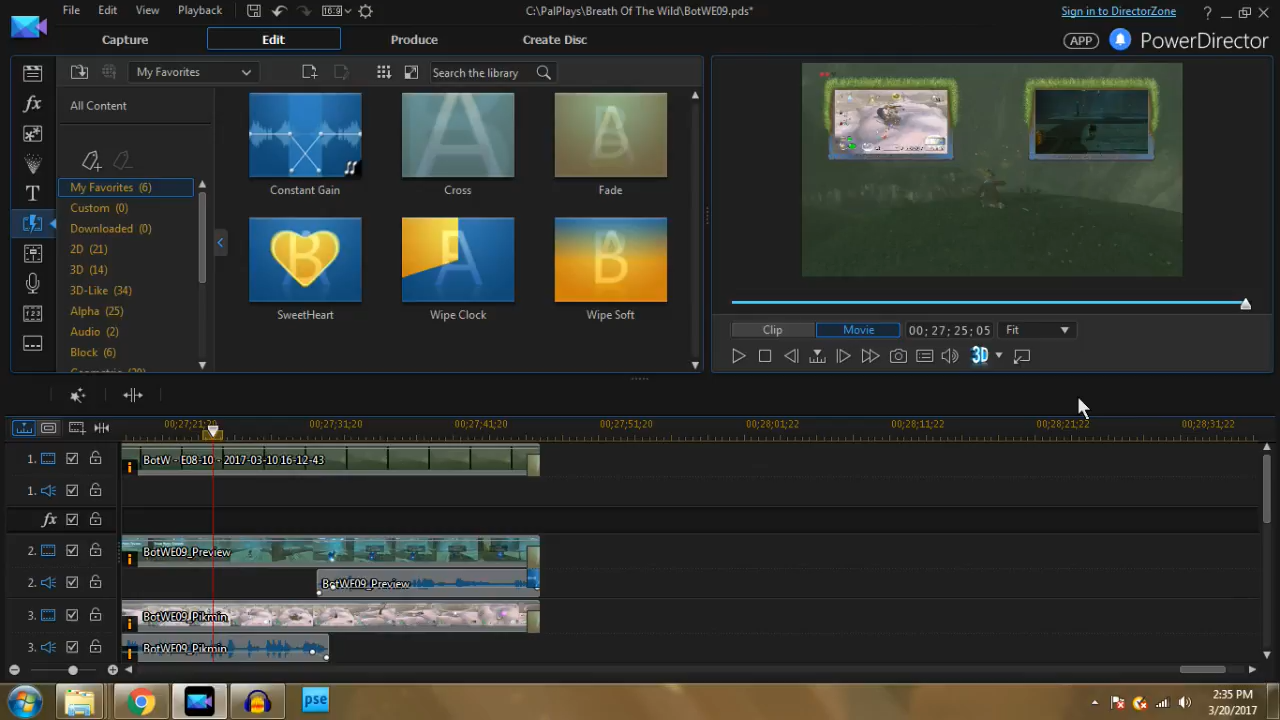 File Edit View Playback 16:9 C:\PalPlays\Breath Of The Wild\BotWE09.pds* Sign in to DirectorZone ?
Capture Edit Produce Create Disc APP PowerDirector
My Favorites Search the library
All Content
My Favorites (6)
Custom (0)
Downloaded (0)
2D (21)
3D (14)
3D-Like (34)
Alpha (25)
Audio (2)
Block (6)
fx
T
Constant Gain Cross Fade
SweetHeart Wipe Clock Wipe Soft
A A B
B A B
Clip Movie 00; 27; 25; 05 Fit
3D
00;27;21;20 00;27;31;20 00;27;41;20 00;27;51;20 00;28;01;22 00;28;11;22 00;28;21;22 00;28;31;22
1. BotW - E08-10 - 2017-03-10 16-12-43
1.
fx
2. BotWE09_Preview
2. BotWE09_Preview
3. BotWE09_Pikmin
3. BotWE09_Pikmin
pse
2:35 PM
3/20/2017